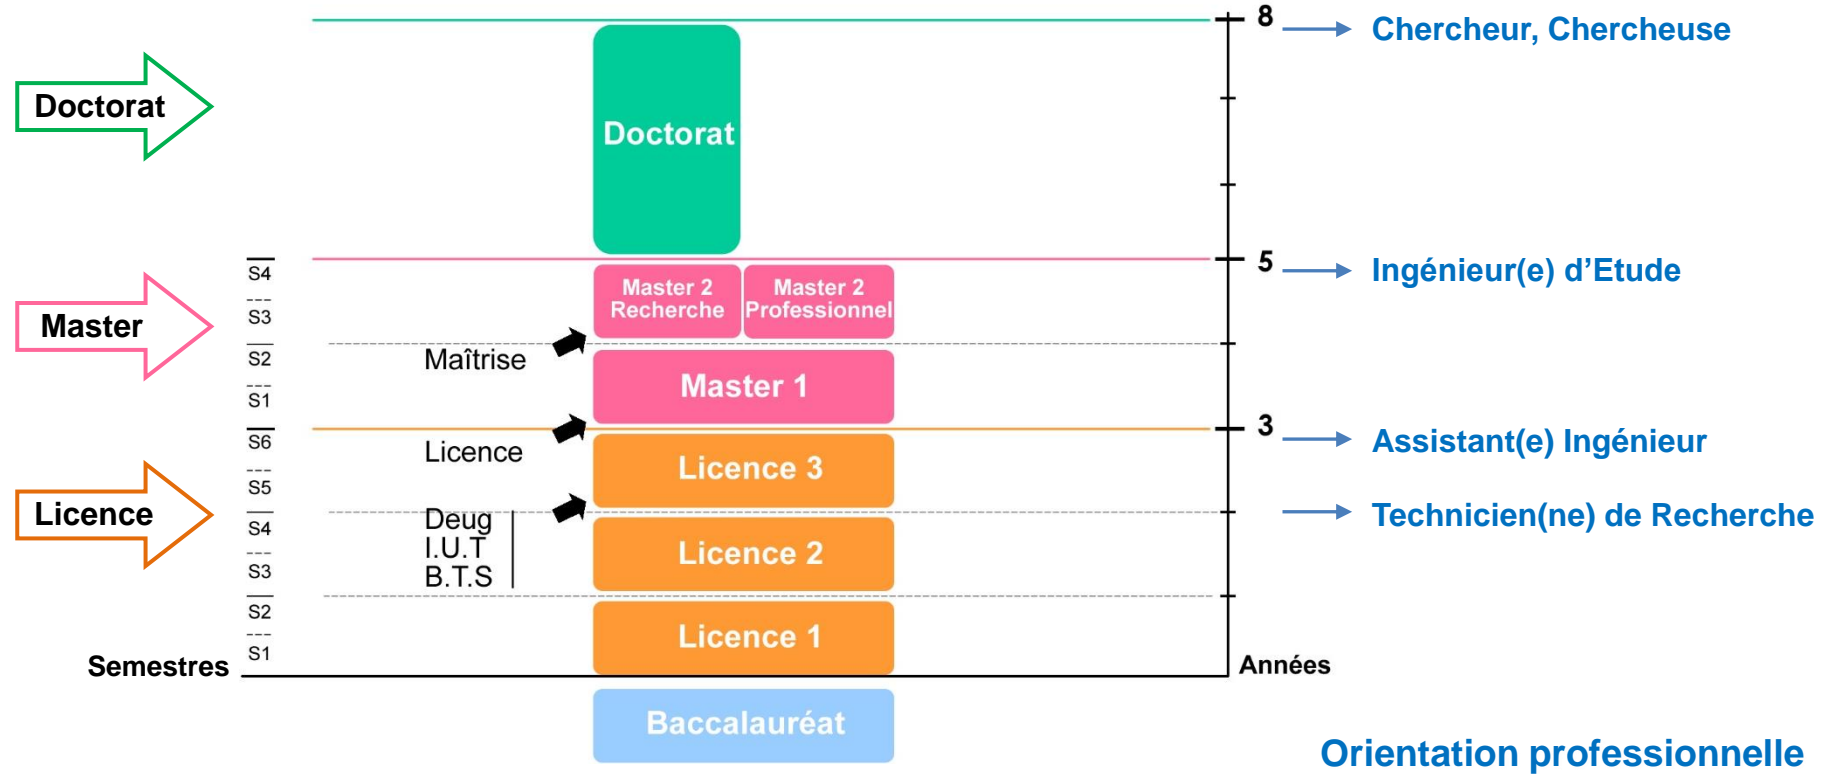 8
Chercheur, Chercheuse
Doctorat
Doctorat
5
Ingénieur(e) d’Etude
S4
---
S3
Master 2
Recherche
Master 2
Professionnel
Master
S2
---
S1
Maîtrise
Master 1
3
Assistant(e) Ingénieur
S6
---
S5
Licence
Licence 3
Licence
Technicien(ne) de Recherche
S4
---
S3
Deug
I.U.T
B.T.S
Licence 2
S2
---
S1
Licence 1
Semestres
Années
Baccalauréat
Orientation professionnelle